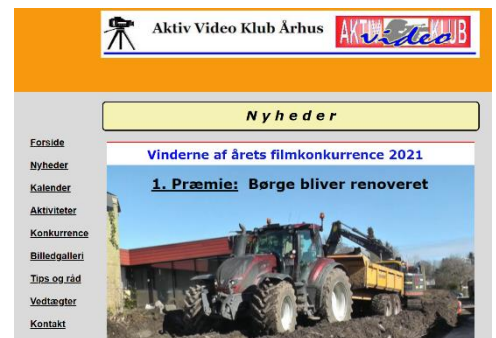 Aktiv Video Klub Århus
AKTIV video KLUB
Nyheder
Forside
Nyheder
Kalender
Aktiviteter
Konkurrence
Billedgalleri
Tips og råd
Vedtægter
Kontakt
Vinderne af årets filmkonkurrence 2021
1. Præmie: Børge bliver renoveret